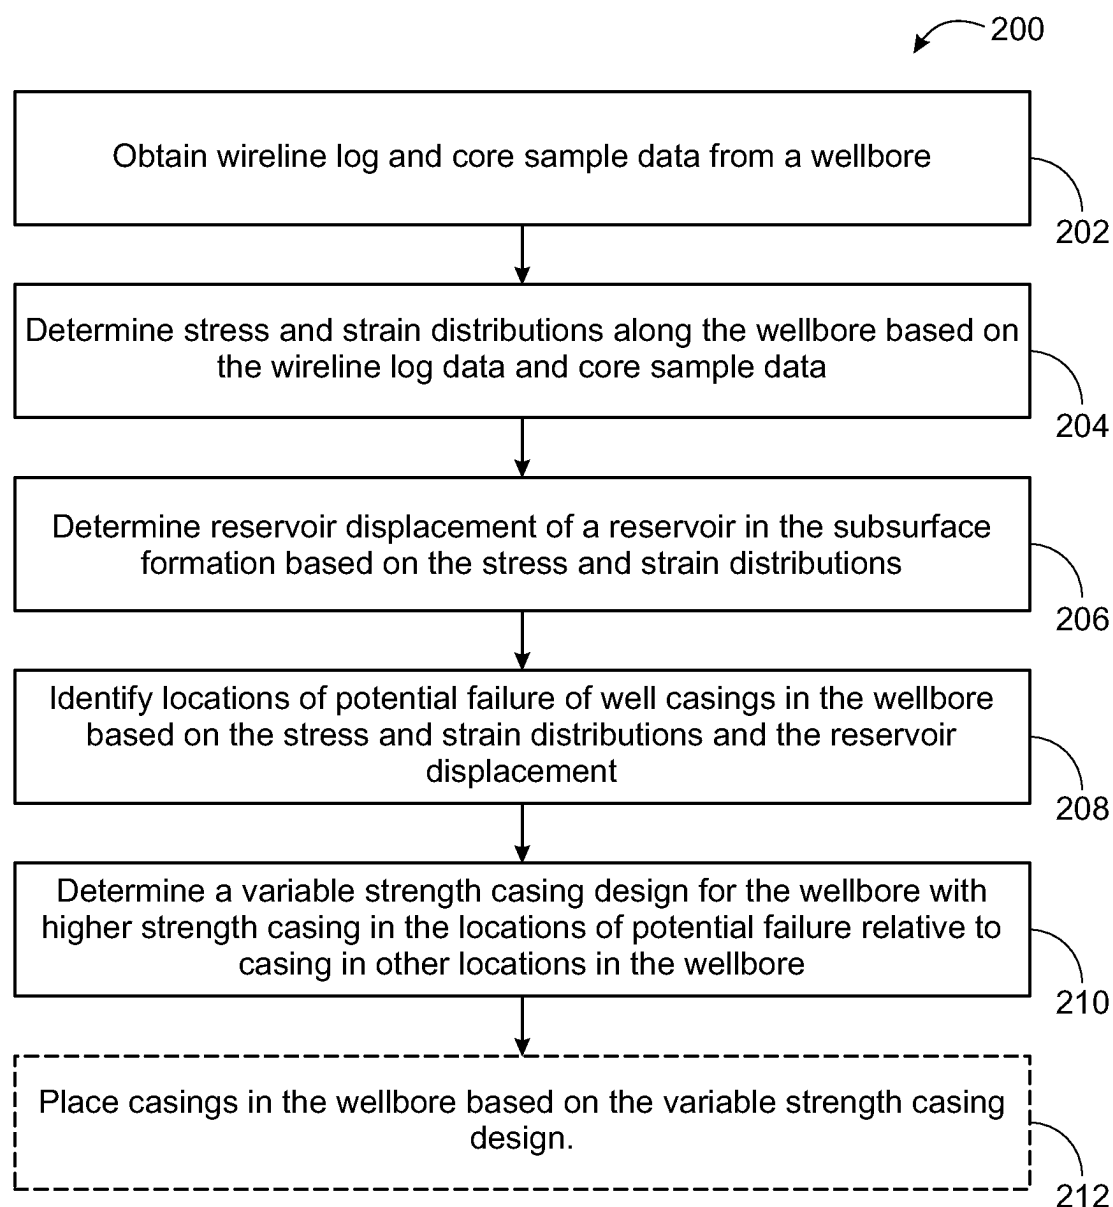 200
Obtain wireline log and core sample data from a wellbore
202
Determine stress and strain distributions along the wellbore based on
the wireline log data and core sample data
204
Determine reservoir displacement of a reservoir in the subsurface
formation based on the stress and strain distributions
206
Identify locations of potential failure of well casings in the wellbore
based on the stress and strain distributions and the reservoir
displacement
208
Determine a variable strength casing design for the wellbore with
higher strength casing in the locations of potential failure relative to
casing in other locations in the wellbore
210
Place casings in the wellbore based on the variable strength casing
design.
212